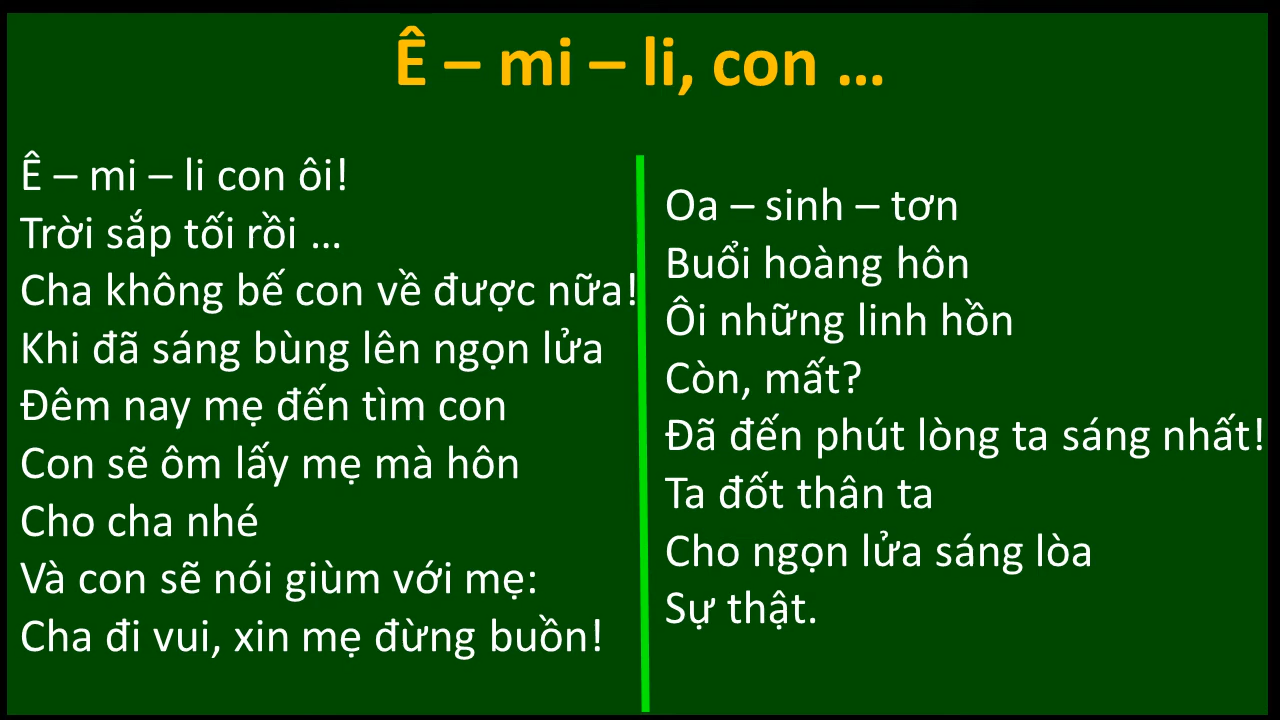 Ê – mi – li, con …
Ê – mi – li con ôi!
Trời sắp tối rồi …
Cha không bế con về được nữa!
Khi đã sáng bùng lên ngọn lửa
Đêm nay mẹ đến tìm con
Con sẽ ôm lấy mẹ mà hôn
Cho cha nhé
Và con sẽ nói giùm với mẹ:
Cha đi vui, xin mẹ đừng buồn!
Oa – sinh – tơn
Buổi hoàng hôn
Ôi những linh hồn
Còn, mất?
Đã đến phút lòng ta sáng nhất!
Ta đốt thân ta
Cho ngọn lửa sáng lòa
Sự thật.